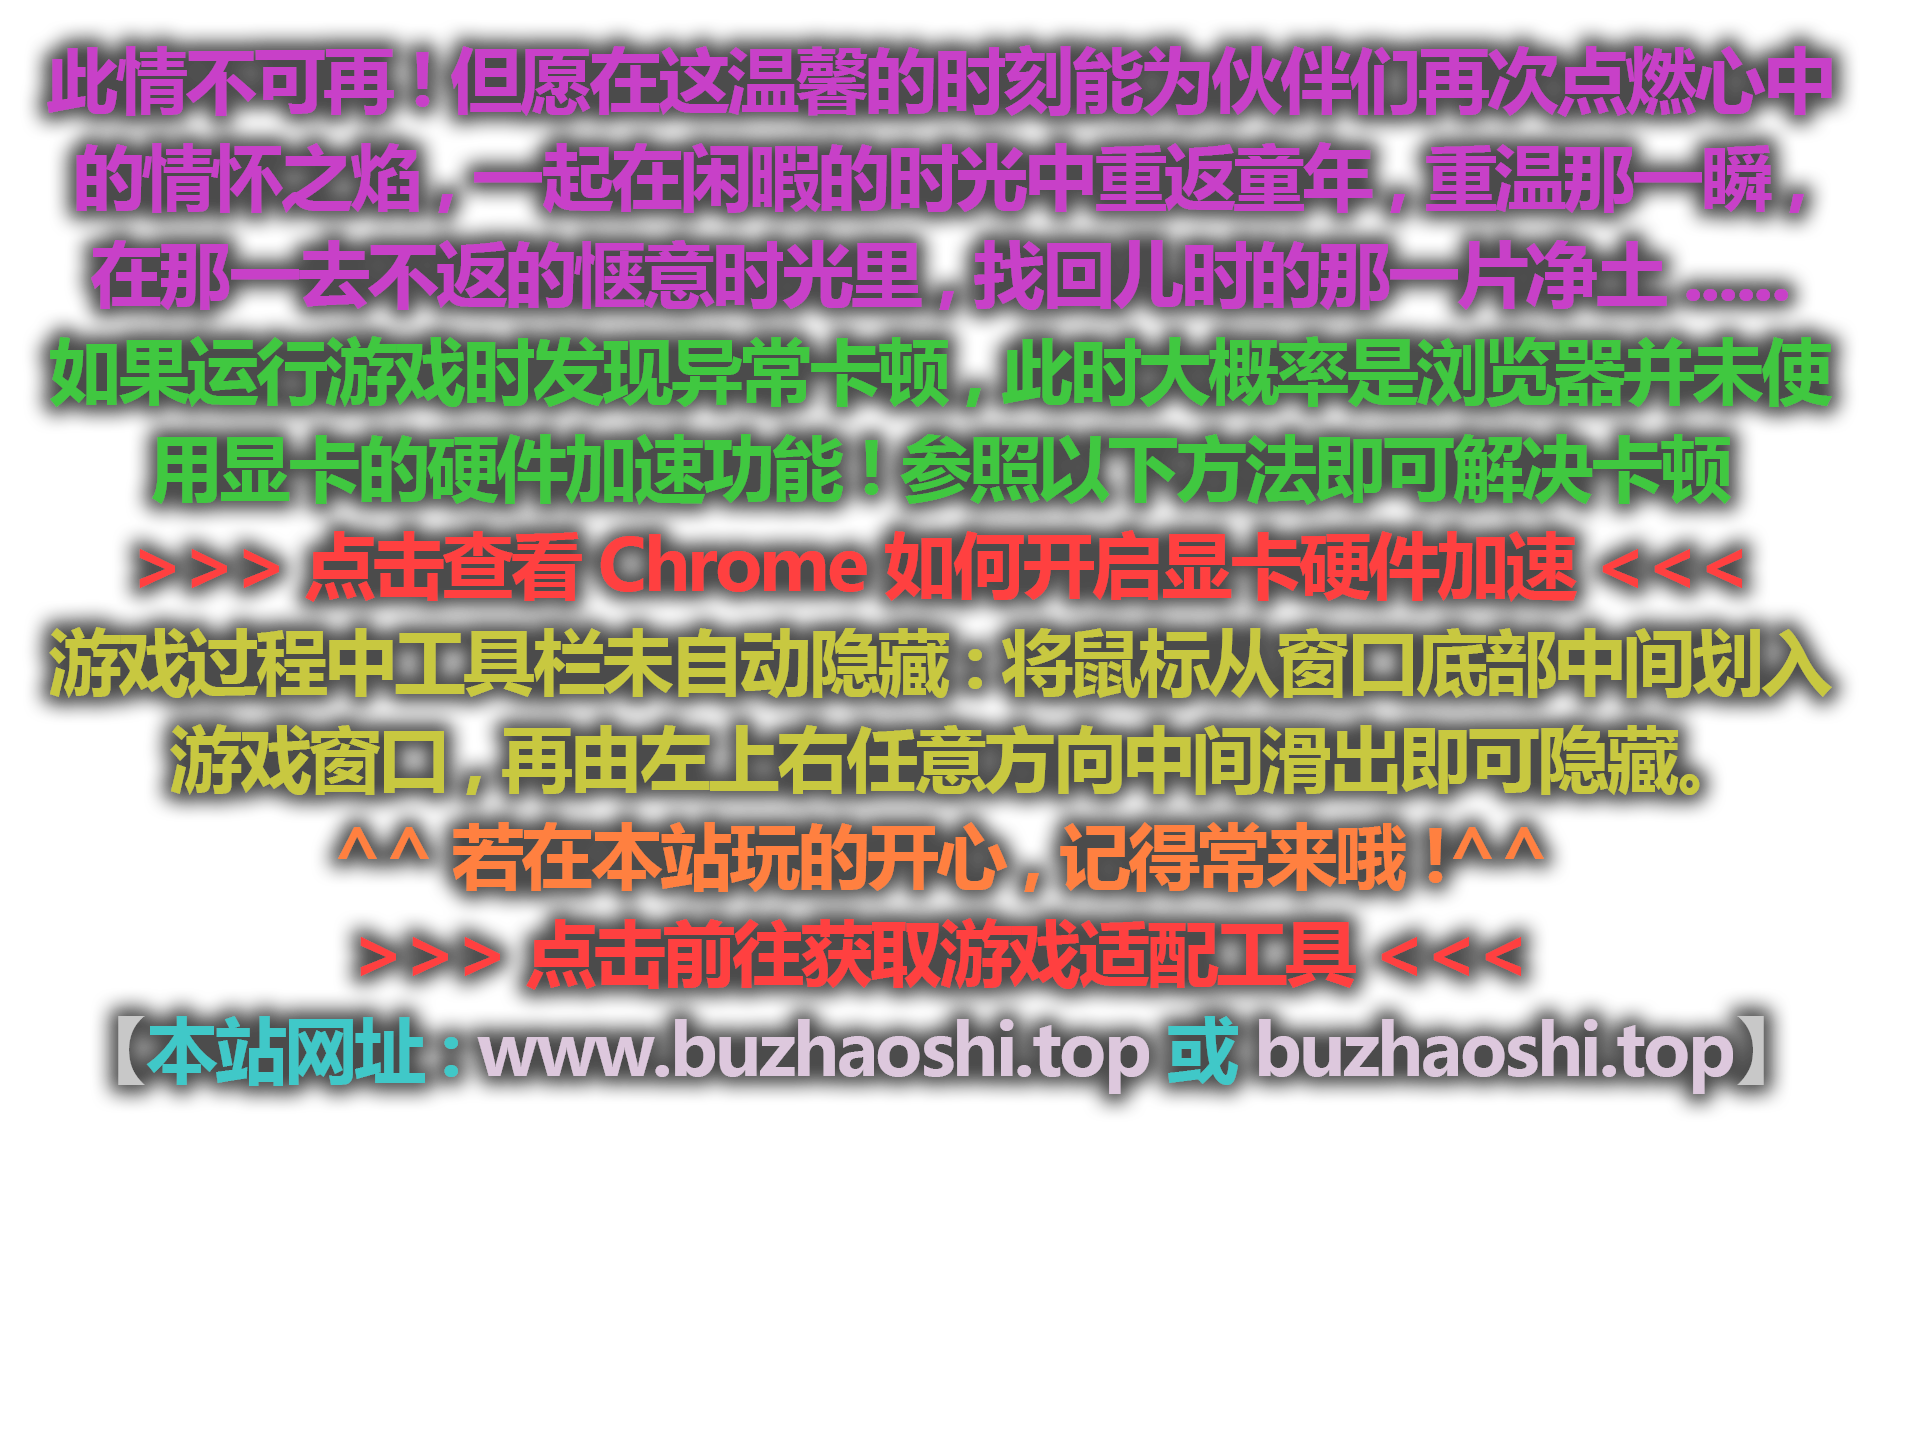 此情不可再！但愿在这温馨的时刻能为伙伴们再次点燃心中
的情怀之焰，一起在闲暇的时光中重返童年，重温那一瞬，
在那一去不返的惬意时光里，找回儿时的那一片净土 ......
如果运行游戏时发现异常卡顿，此时大概率是浏览器并未使
用显卡的硬件加速功能！参照以下方法即可解决卡顿
>>> 点击查看 Chrome 如何开启显卡硬件加速 <<<
游戏过程中工具栏未自动隐藏：将鼠标从窗口底部中间划入
游戏窗口，再由左上右任意方向中间滑出即可隐藏。
^^ 若在本站玩的开心，记得常来哦！^^
>>> 点击前往获取游戏适配工具 <<<
【本站网址：www.buzhaoshi.top 或 buzhaoshi.top】